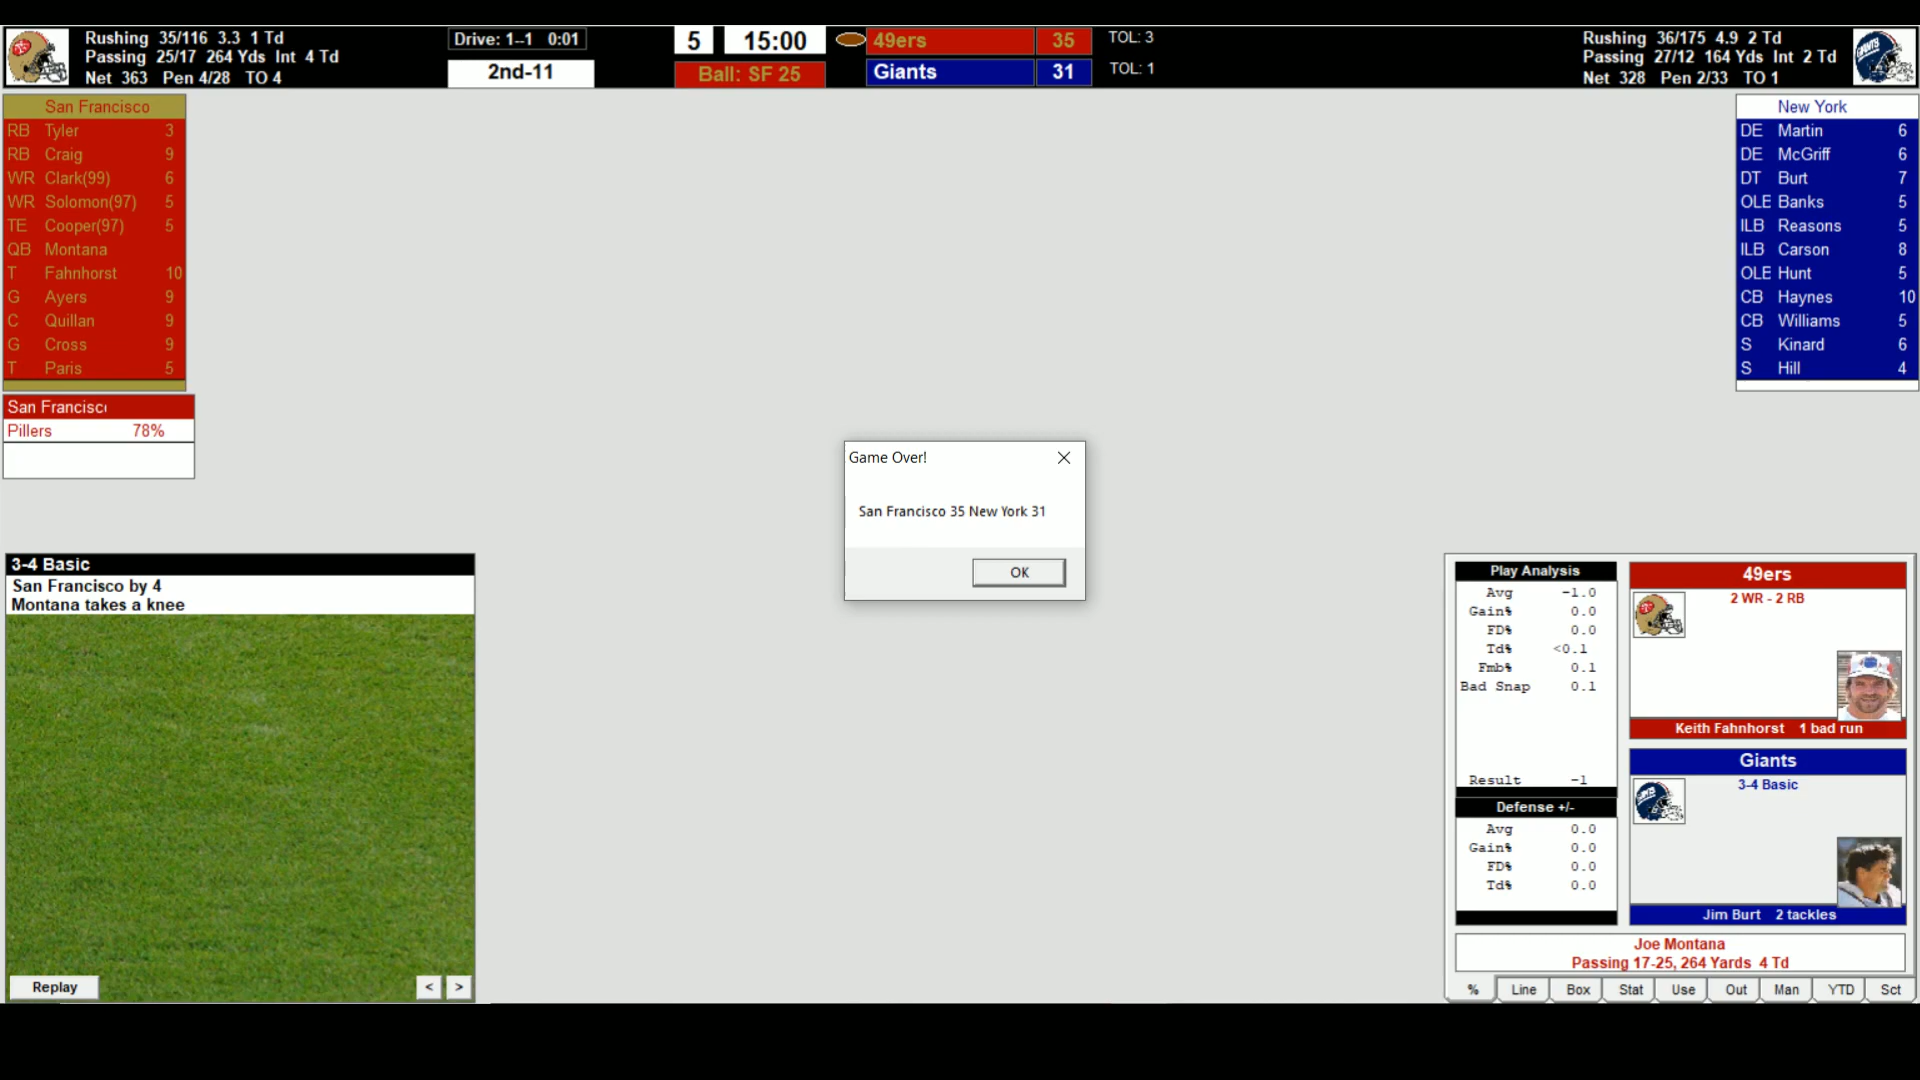 Rushing 35/116 3.3 1 Td
Passing 25/17 264 Yds Int 4 Td
Net 363 Pen 4/28 TO 4
Drive: 1--1 0:01
2nd-11
5 15:00
Ball: SF 25
49ers 35 TOL: 3
Giants 31 TOL: 1
Rushing 36/175 4.9 2 Td
Passing 27/12 164 Yds Int 2 Td
Net 328 Pen 2/33 TO 1
GIANTS
San Francisco
RB Tyler 3
RB Craig 9
WR Clark(99) 6
WR Solomon(97) 5
TE Cooper(97) 5
QB Montana
T Fahnhorst 10
G Ayers 9
C Quillan 9
G Cross 9
T Paris 5
San Francisc
Pillers 78%
New York
DE Martin 6
DE McGriff 6
DT Burt 7
OLB Banks 5
ILB Reasons 5
ILB Carson 8
OLB Hunt 5
CB Haynes 10
CB Williams 5
S Kinard 6
S Hill 4
Game Over!
San Francisco 35 New York 31
OK
3-4 Basic
San Francisco by 4
Montana takes a knee
Replay < >
Play Analysis
Avg -1.0
Gain% 0.0
FD% 0.0
Td% <0.1
Fmb% 0.1
Bad Snap 0.1
Result -1
Defense +/-
Avg 0.0
Gain% 0.0
FD% 0.0
Td% 0.0
49ers
2 WR - 2 RB
Keith Fahnhorst 1 bad run
Giants
3-4 Basic
Jim Burt 2 tackles
Joe Montana
Passing 17-25, 264 Yards 4 Td
% Line Box Stat Use Out Man YTD Sct